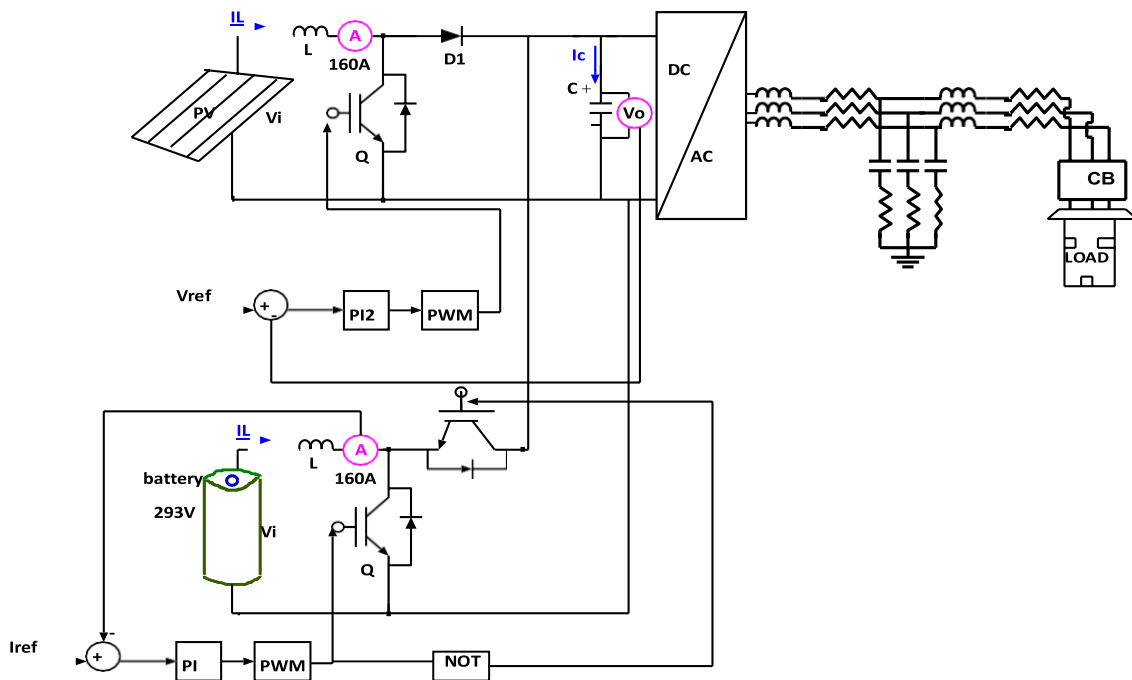 IL
L
A
160A
D1
Ic
C +
Vo
DC
AC
PV
Vi
Q
CB
LOAD
Vref
+
-
PI2
PWM
IL
L
A
160A
battery
293V
Vi
Q
Iref
-
+
PI
PWM
NOT